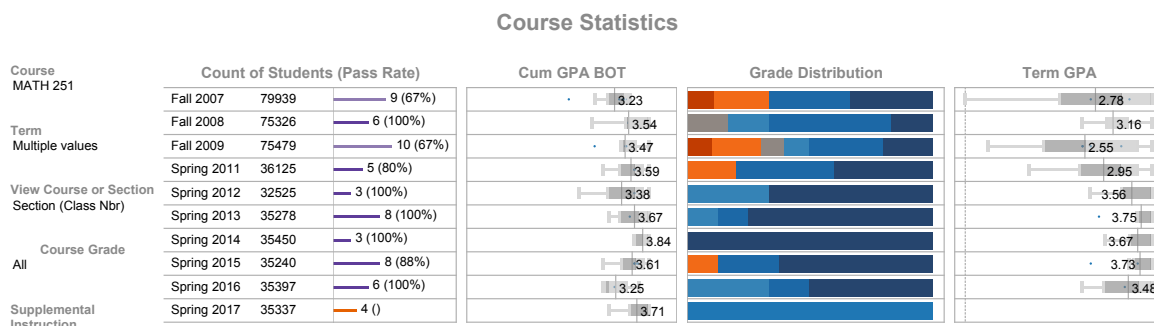 Course Statistics
Course
MATH 251
Term
Multiple values
View Course or Section
Section (Class Nbr)
Course Grade
All
Supplemental
Instruction
Count of Students (Pass Rate) Cum GPA BOT Grade Distribution Term GPA
Fall 2007 79939 9 (67%) 3.23 2.78
Fall 2008 75326 6 (100%) 3.54 3.16
Fall 2009 75479 10 (67%) 3.47 2.55
Spring 2011 36125 5 (80%) 3.59 2.95
Spring 2012 32525 3 (100%) 3.38 3.56
Spring 2013 35278 8 (100%) 3.67 3.75
Spring 2014 35450 3 (100%) 3.84 3.67
Spring 2015 35240 8 (88%) 3.61 3.73
Spring 2016 35397 6 (100%) 3.25 3.48
Spring 2017 35337 4 () 3.71